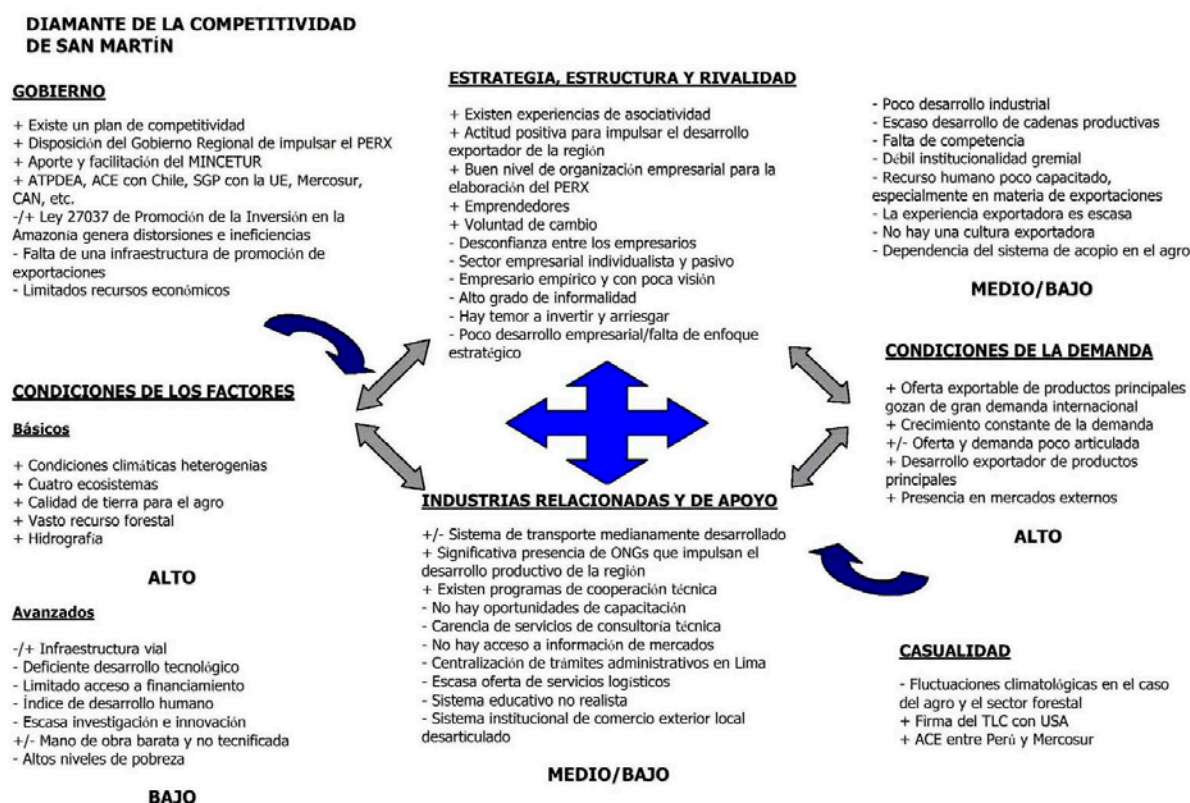 DIAMANTE DE LA COMPETITIVIDAD
DE SAN MARTÍN
GOBIERNO
+ Existe un plan de competitividad
+ Disposición del Gobierno Regional de impulsar el PERX
+ Aporte y facilitación del MINCETUR
+ ATPDEA, ACE con Chile, SGP con la UE, Mercosur,
CAN, etc.
-/+ Ley 27037 de Promoción de la Inversión en la
Amazonía genera distorsiones e ineficiencias
- Falta de una infraestructura de promoción de
exportaciones
- Limitados recursos económicos
ESTRATEGIA, ESTRUCTURA Y RIVALIDAD
+ Existen experiencias de asociatividad
+ Actitud positiva para impulsar el desarrollo
exportador de la región
+ Buen nivel de organización empresarial para la
elaboración del PERX
+ Emprendedores
+ Voluntad de cambio
- Desconfianza entre los empresarios
- Sector empresarial individualista y pasivo
- Empresario empírico y con poca visión
- Alto grado de informalidad
- Hay temor a invertir y arriesgar
- Poco desarrollo empresarial/falta de enfoque
estratégico
- Poco desarrollo industrial
- Escaso desarrollo de cadenas productivas
- Falta de competencia
- Débil institucionalidad gremial
- Recurso humano poco capacitado,
especialmente en materia de exportaciones
- La experiencia exportadora es escasa
- No hay una cultura exportadora
- Dependencia del sistema de acopio en el agro
MEDIO/BAJO
CONDICIONES DE LOS FACTORES
Básicos
+ Condiciones climáticas heterogenias
+ Cuatro ecosistemas
+ Calidad de tierra para el agro
+ Vasto recurso forestal
+ Hidrografía
ALTO
Avanzados
-/+ Infraestructura vial
- Deficiente desarrollo tecnológico
- Limitado acceso a financiamiento
- Índice de desarrollo humano
- Escasa investigación e innovación
+/- Mano de obra barata y no tecnificada
- Altos niveles de pobreza
BAJO
INDUSTRIAS RELACIONADAS Y DE APOYO
+/- Sistema de transporte medianamente desarrollado
+ Significativa presencia de ONGs que impulsan el
desarrollo productivo de la región
+ Existen programas de cooperación técnica
- No hay oportunidades de capacitación
- Carencia de servicios de consultoría técnica
- No hay acceso a información de mercados
- Centralización de trámites administrativos en Lima
- Escasa oferta de servicios logísticos
- Sistema educativo no realista
- Sistema institucional de comercio exterior local
desarticulado
MEDIO/BAJO
CONDICIONES DE LA DEMANDA
+ Oferta exportable de productos principales
gozan de gran demanda internacional
+ Crecimiento constante de la demanda
+/- Oferta y demanda poco articulada
+ Desarrollo exportador de productos
principales
+ Presencia en mercados externos
ALTO
CASUALIDAD
- Fluctuaciones climatológicas en el caso
del agro y el sector forestal
+ Firma del TLC con USA
+ ACE entre Perú y Mercosur